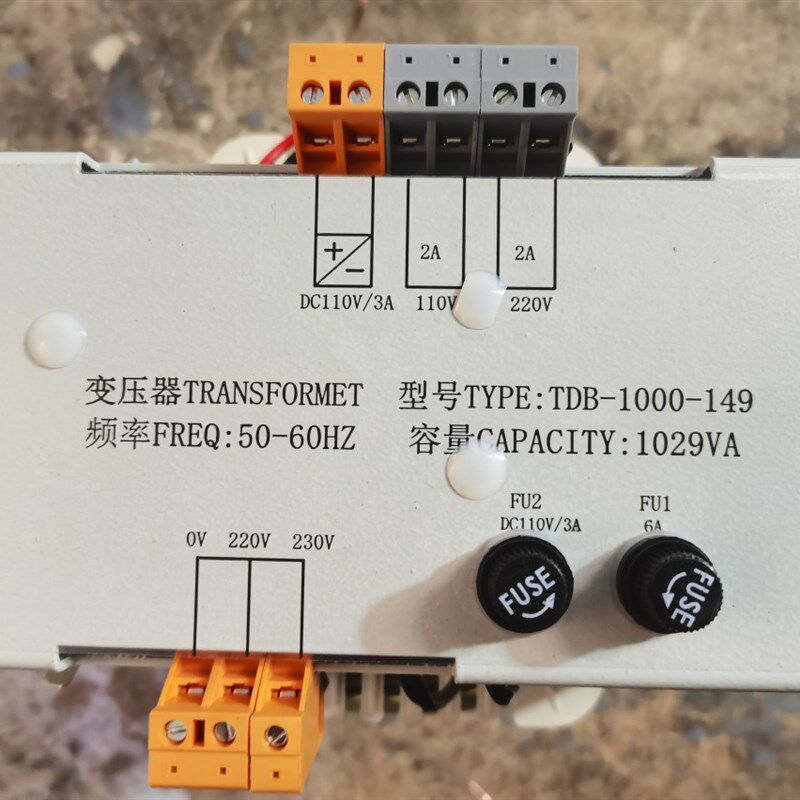 +
−
2A
2A
DC110V/3A 110V 220V
变压器TRANSFORMET 型号TYPE:TDB-1000-149
频率FREQ:50-60HZ 容量CAPACITY:1029VA
FU2 FU1
DC110V/3A 6A
0V 220V 230V
FUSE
FUSE